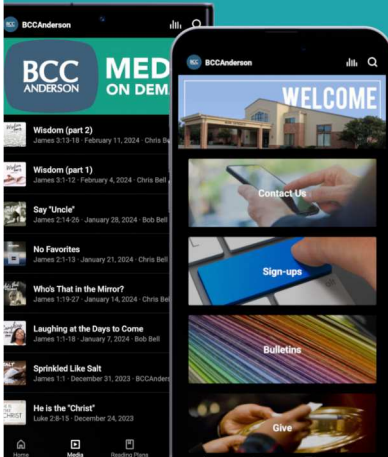 BCCAnderson
BCC
ANDERSON
MED
ON DEM
Wisdom (part 2)
James 3:13-18 · February 11, 2024 · Chris B
Wisdom (part 1)
James 3:1-12 · February 4, 2024 · Chris Bell
Say "Uncle"
James 2:14-26 · January 28, 2024 · Bob Bell
No Favorites
James 2:1-13 · January 21, 2024 · Chris Bell
Who's That in the Mirror?
James 1:19-27 · January 14, 2024 · Chris Bel
Laughing at the Days to Come
James 1:1-18 · January 7, 2024 · Bob Bell
Sprinkled Like Salt
James 1:1 · December 31, 2023 · BCCAnders
He is the "Christ"
Luke 2:8-15 · December 24, 2023
Home
Media
Reading Plans
BCCAnderson
WELCOME
Contact Us
Sign-ups
Bulletins
Give